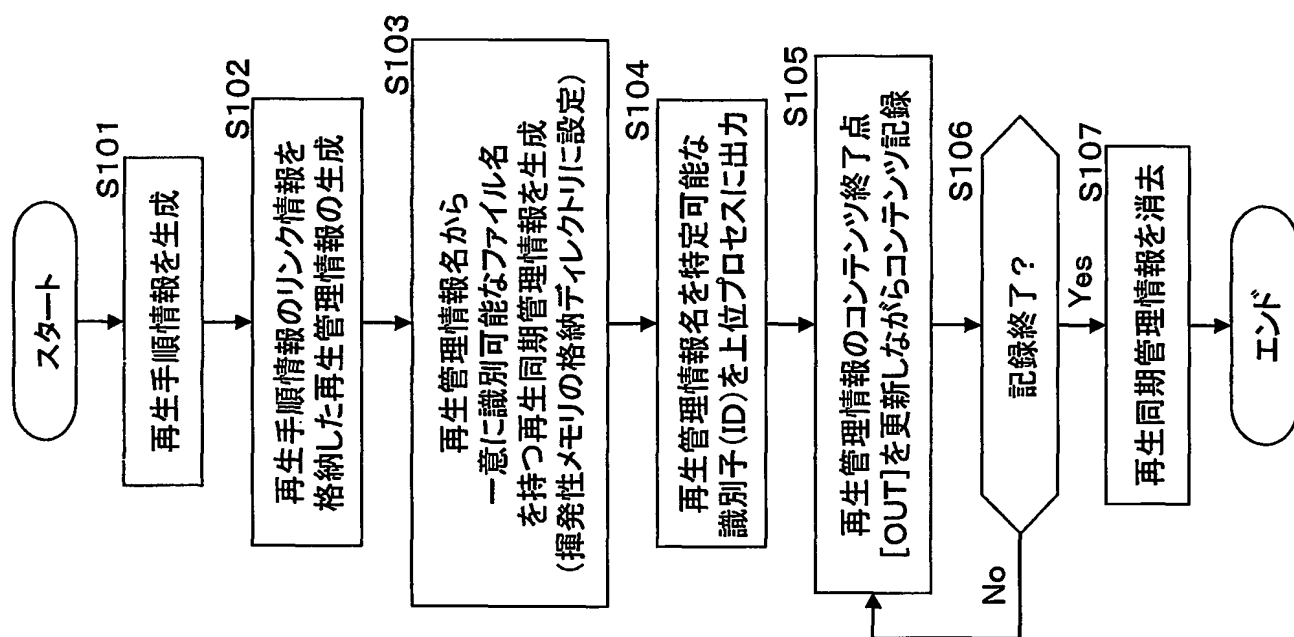 スタート
S101
再生手順情報を生成
S102
再生手順情報のリンク情報を
格納した再生管理情報の生成
S103
再生管理情報名から
一意に識別可能なファイル名
を持つ再生同期管理情報を生成
(揮発性メモリの格納ディレクトリに設定)
S104
再生管理情報名を特定可能な
識別子(ID)を上位プロセスに出力
S105
再生管理情報のコンテンツ終了点
[OUT]を更新しながらコンテンツ記録
S106
記録終了?
No
Yes
S107
再生同期管理情報を消去
エンド